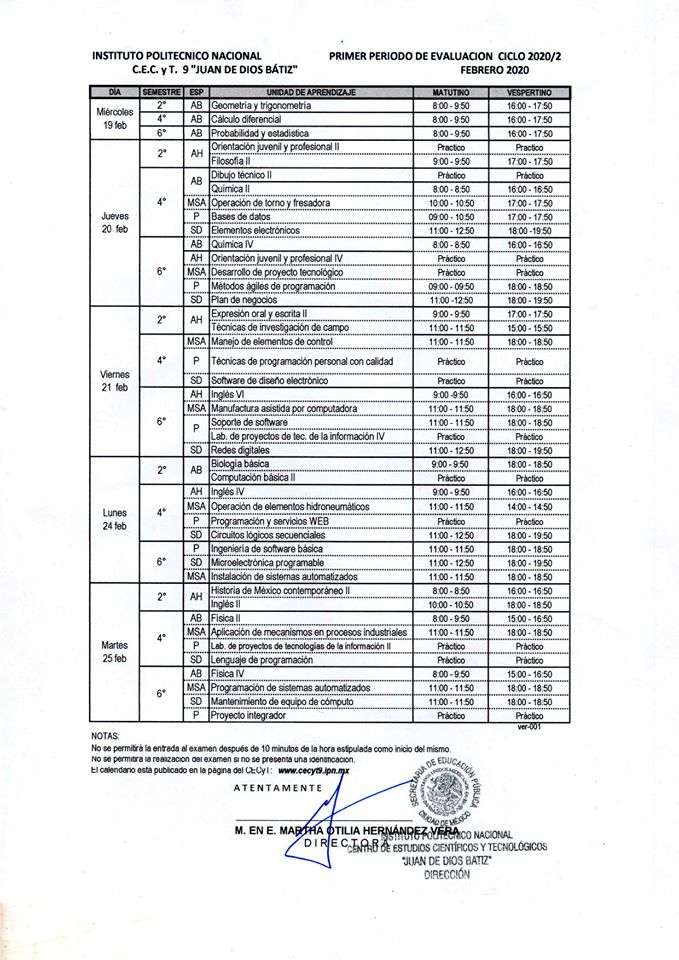 INSTITUTO POLITECNICO NACIONAL PRIMER PERIODO DE EVALUACION CICLO 2020/2
C.E.C. y T. 9 "JUAN DE DIOS BÁTIZ" FEBRERO 2020
DÍA SEMESTRE ESP UNIDAD DE APRENDIZAJE MATUTINO VESPERTINO
Miércoles 19 feb
2° AB Geometría y trigonometría 8:00 - 9:50 16:00 - 17:50
4° AB Cálculo diferencial 8:00 - 9:50 16:00 - 17:50
6° AB Probabilidad y estadistica 8:00 - 9:50 16:00 - 17:50
Jueves 20 feb
2° AH Orientación juvenil y profesional II Practico Practico
Filosofía II 9:00 - 9:50 17:00 - 17:50
4° AB Dibujo técnico II Práctico Práctico
Química II 8:00 - 8:50 16:00 - 16:50
MSA Operación de torno y fresadora 10:00 - 10:50 17:00 - 17:50
P Bases de datos 09:00 - 10:50 17:00 - 17:50
SD Elementos electrónicos 11:00 - 12:50 18:00 -19:50
6° AB Química IV 8:00 - 8:50 16:00 - 16:50
AH Orientación juvenil y profesional IV Práctico Práctico
MSA Desarrollo de proyecto tecnológico Práctico Práctico
P Métodos ágiles de programación 09:00 - 09:50 18:00 - 18:50
SD Plan de negocios 11:00 -12:50 18:00 - 19:50
Viernes 21 feb
2° AH Expresión oral y escrita II 9:00 - 9:50 17:00 - 17:50
Técnicas de investigación de campo 11:00 - 11:50 15:00 - 15:50
4° MSA Manejo de elementos de control 11:00 - 11:50 18:00 - 18:50
P Técnicas de programación personal con calidad Práctico Práctico
SD Software de diseño electrónico Practico Práctico
6° AH Inglés VI 9:00 -9:50 16:00 - 16:50
MSA Manufactura asistida por computadora 11:00 - 11:50 18:00 - 18:50
P Soporte de software 11:00 - 11:50 18:00 - 18:50
Lab. de proyectos de tec. de la información IV Practico Práctico
SD Redes digitales 11:00 - 12:50 18:00 - 19:50
Lunes 24 feb
2° AB Biología básica 9:00 - 9:50 18:00 - 18:50
Computación básica II Práctico Práctico
4° AH Inglés IV 9:00 - 9:50 16:00 - 16:50
MSA Operación de elementos hidroneumáticos 11:00 - 11:50 14:00 - 14:50
P Programación y servicios WEB Práctico Práctico
SD Circuitos lógicos secuenciales 11:00 - 12:50 18:00 - 19:50
6° P Ingeniería de software básica 11:00 - 11:50 18:00 - 18:50
SD Microelectrónica programable 11:00 - 11:50 18:00 - 18:50
MSA Instalación de sistemas automatizados 11:00 - 11:50 18:00 - 18:50
Martes 25 feb
2° AH Historia de México contemporáneo II 8:00 - 8:50 16:00 - 16:50
Inglés II 10:00 - 10:50 18:00 - 18:50
4° AB Física II 8:00 - 9:50 15:00 - 16:50
MSA Aplicación de mecanismos en procesos industriales 11:00 - 11:50 18:00 - 18:50
P Lab. de proyectos de tecnologías de la información II Práctico Práctico
SD Lenguaje de programación Práctico Práctico
6° AB Física IV 8:00 - 9:50 15:00 - 16:50
MSA Programación de sistemas automatizados 11:00 - 11:50 18:00 - 18:50
SD Mantenimiento de equipo de cómputo 11:00 - 11:50 18:00 - 18:50
P Proyecto integrador Práctico Práctico
ver-001
NOTAS:
No se permitirá la entrada al examen después de 10 minutos de la hora estipulada como inicio del mismo.
No se permitirá la realización del examen si no se presenta una identificación.
El calendario está publicado en la página del CECyT: www.cecyt9.ipn.mx
ATENTAMENTE
M. EN E. MARTHA OTILIA HERNÁNDEZ VERA
DIRECTORA
SECRETARÍA DE EDUCACIÓN PÚBLICA
ESTADOS UNIDOS MEXICANOS
CIUDAD DE MÉXICO
INSTITUTO POLITÉCNICO NACIONAL
CENTRO DE ESTUDIOS CIENTÍFICOS Y TECNOLÓGICOS
"JUAN DE DIOS BATIZ"
DIRECCIÓN